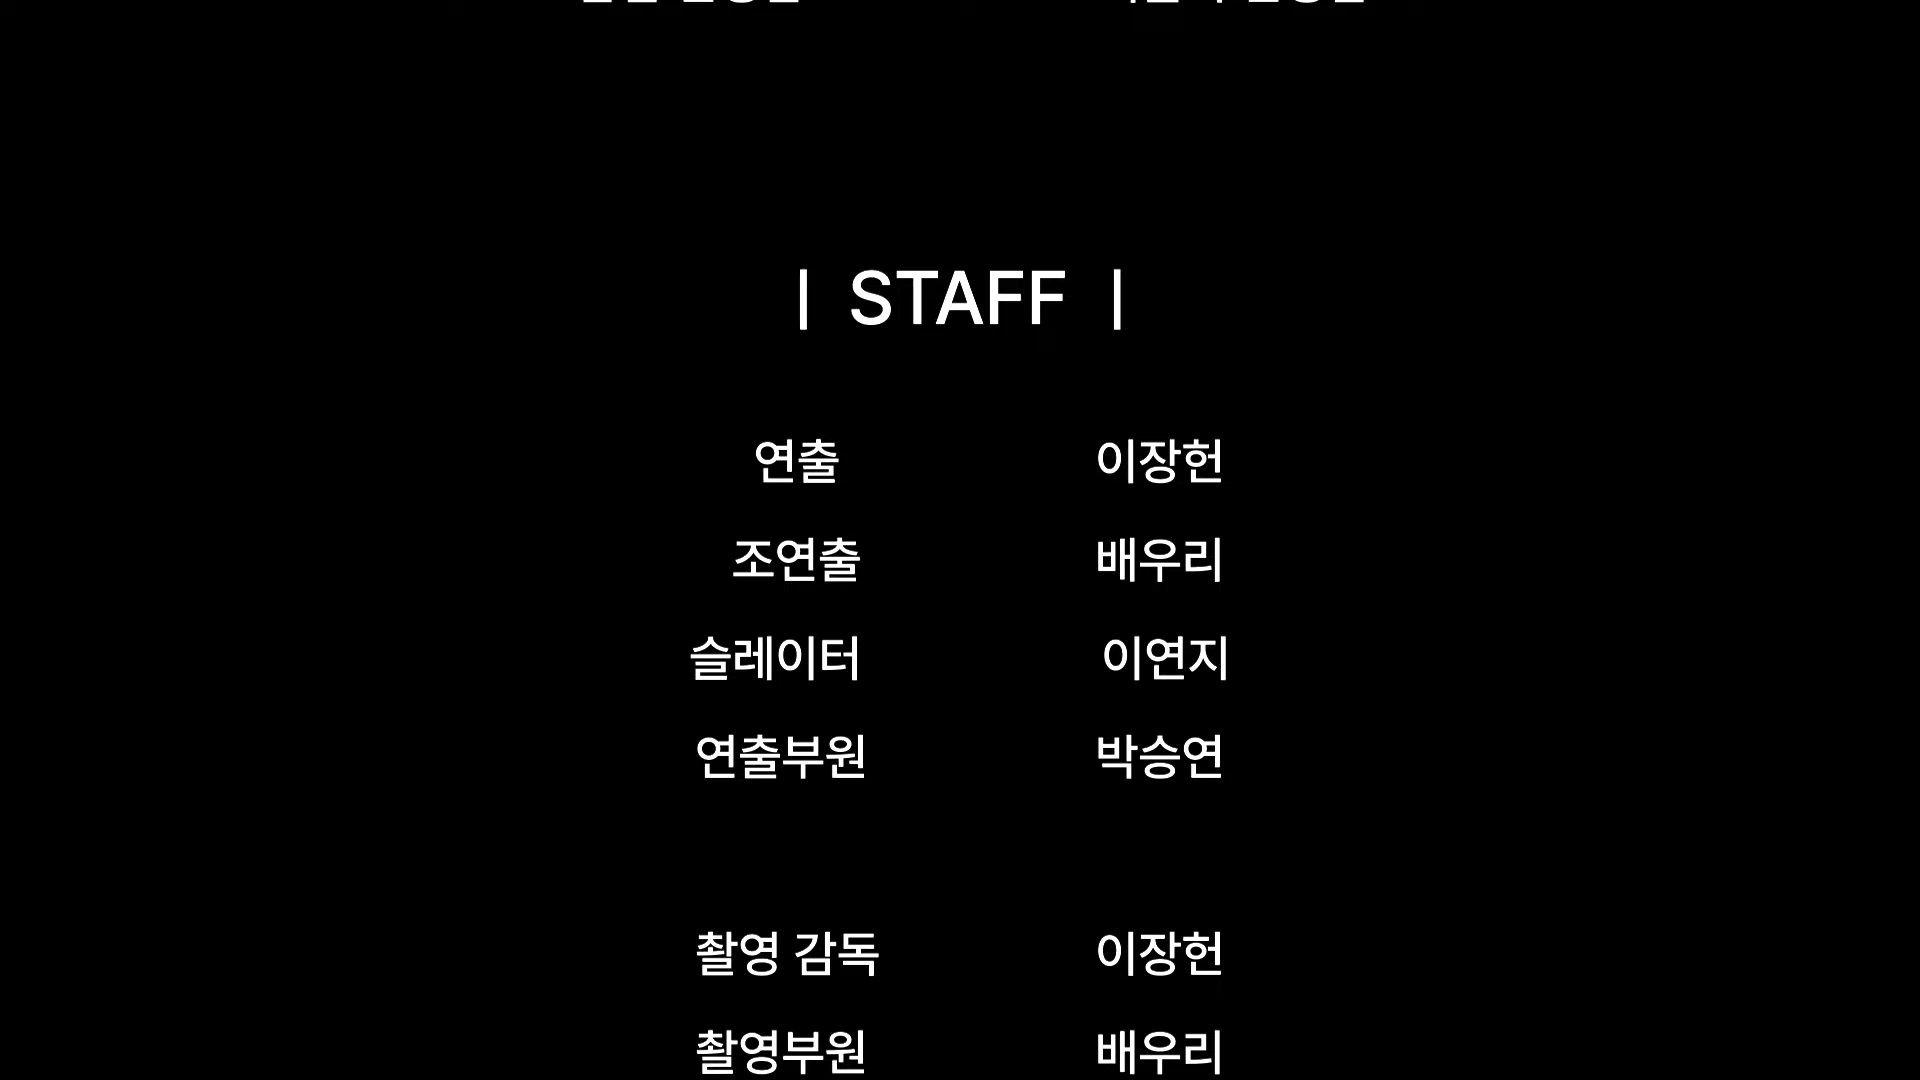 | STAFF |
연출 이장헌
조연출 배우리
슬레이터 이연지
연출부원 박승연
촬영 감독 이장헌
촬영부원 배우리